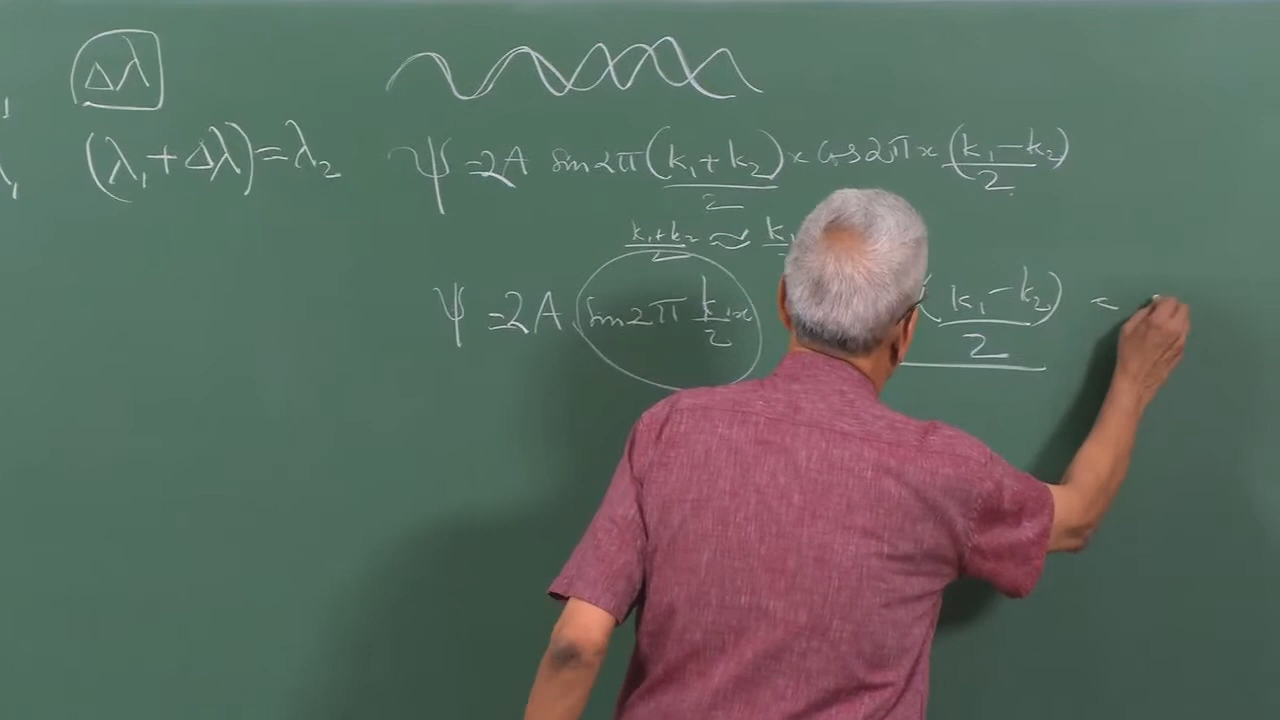 Δλ
(λ₁ + Δλ) = λ₂
ψ = 2A sin 2π (k₁ + k₂)/2 x cos 2π x (k₁ − k₂)/2
(k₁ + k₂)/2 ≈ k₁
ψ = 2A sin 2π k₁x/2 (k₁ − k₂)/2 =